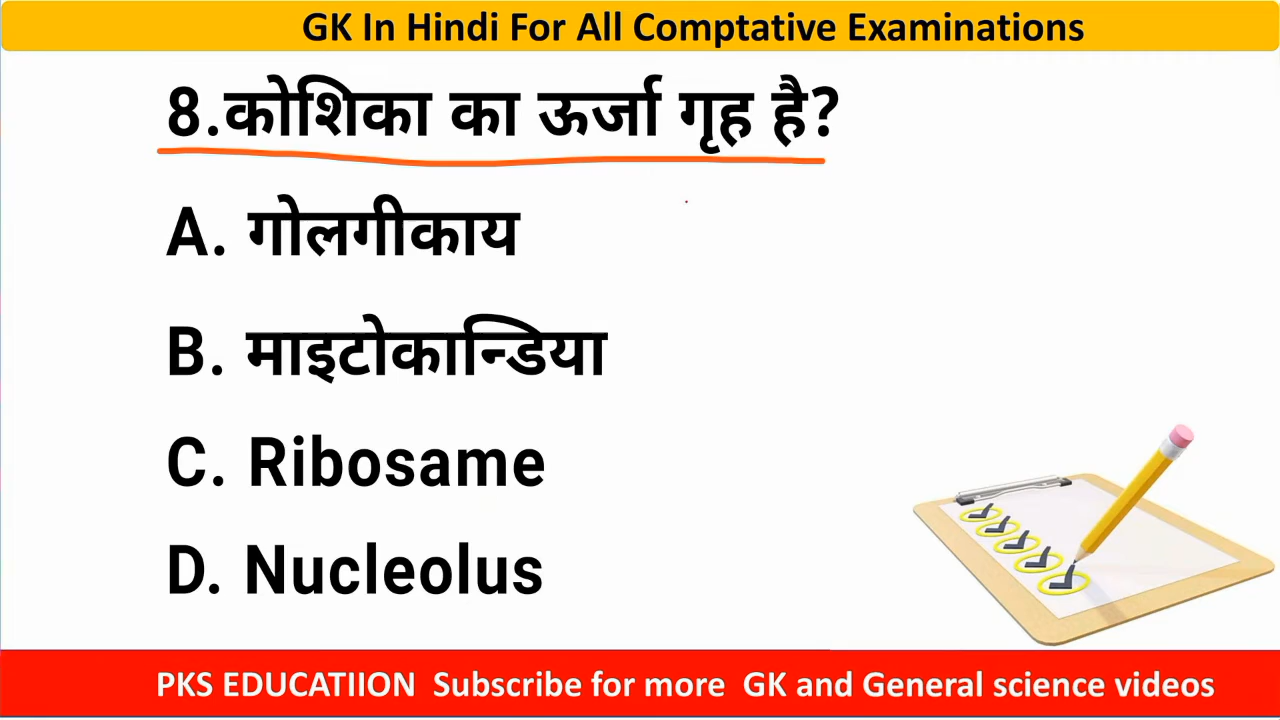 GK In Hindi For All Comptative Examinations
8.कोशिका का ऊर्जा गृह है?
A. गोलगीकाय
B. माइटोकान्डिया
C. Ribosame
D. Nucleolus
PKS EDUCATIION Subscribe for more GK and General science videos